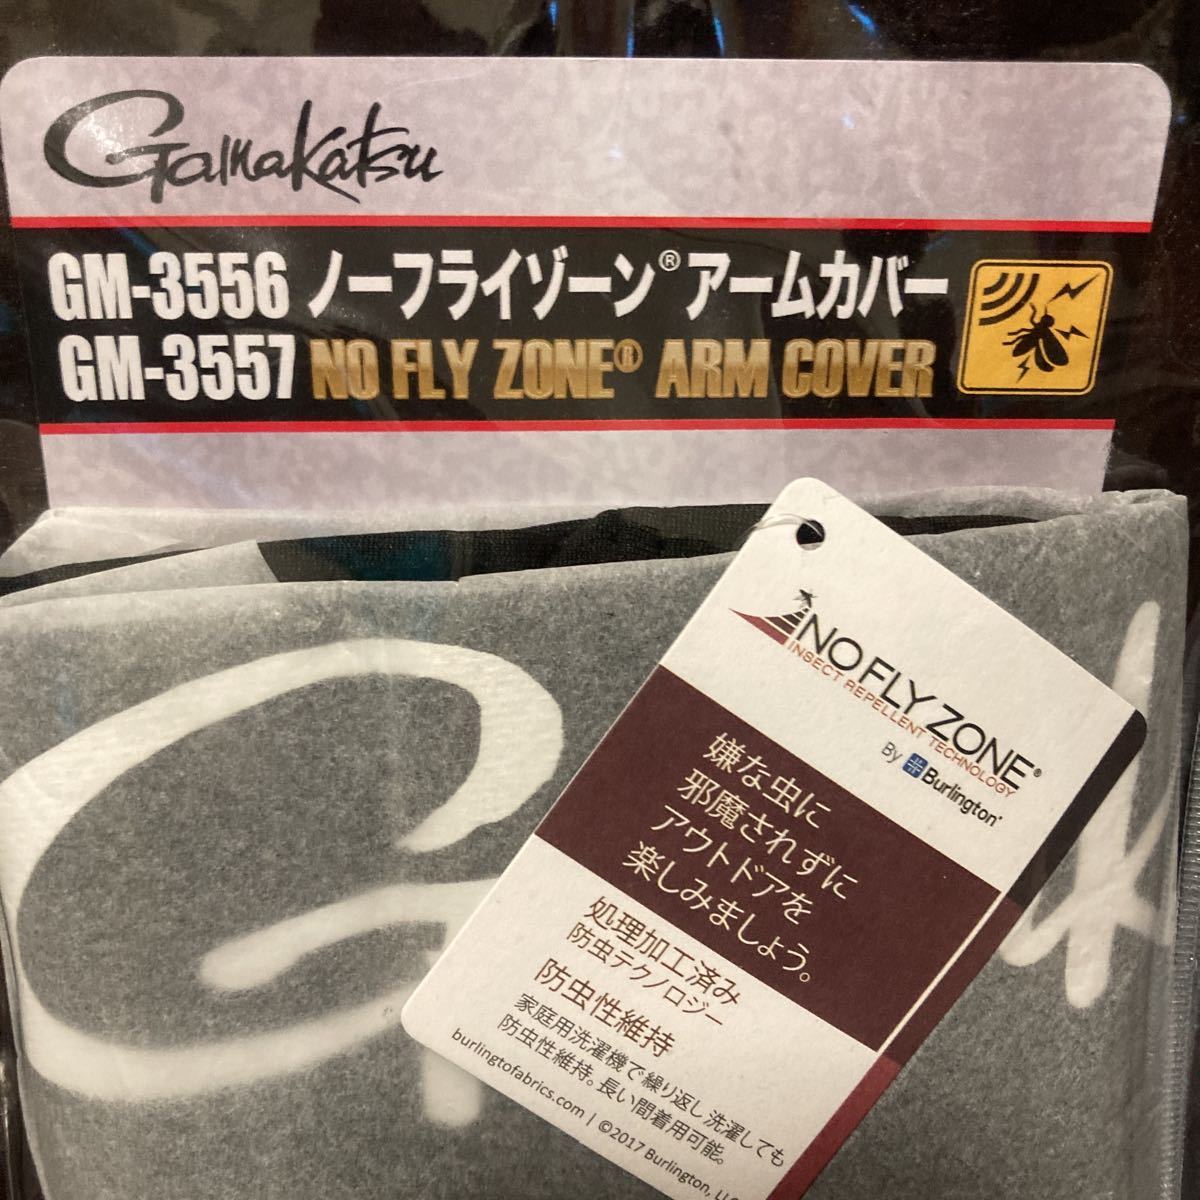 Gamakatsu
GM-3556 ノーフライゾーン® アームカバー
GM-3557 NO FLY ZONE® ARM COVER
NO FLY ZONE®
INSECT REPELLENT TECHNOLOGY
By Burlington®
嫌な虫に
邪魔されずに
アウトドアを
楽しみましょう。
処理加工済み
防虫テクノロジー
防虫性維持
家庭用洗濯機で繰り返し洗濯しても
防虫性維持。長い間着用可能。
burlingtofabrics.com | ©2017 Burlington,